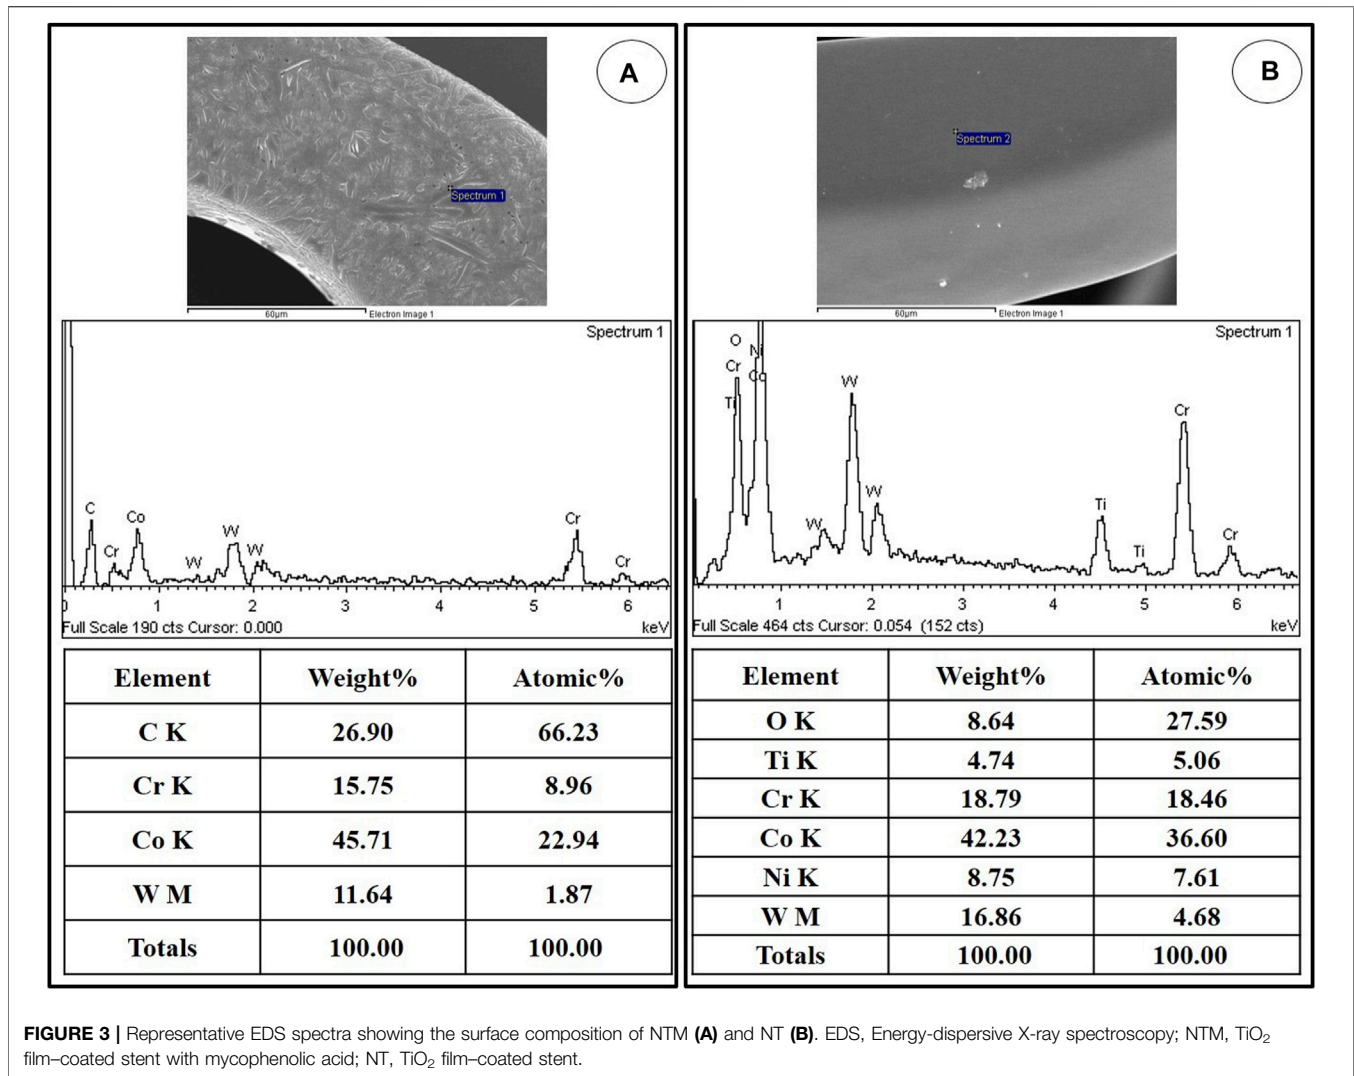 A
Spectrum 1
60μm Electron Image 1
Spectrum 1
C
Cr
Co
W
W
W
Cr
Cr
0 1 2 3 4 5 6
Full Scale 190 cts Cursor: 0.000 keV
Element Weight% Atomic%
C K 26.90 66.23
Cr K 15.75 8.96
Co K 45.71 22.94
W M 11.64 1.87
Totals 100.00 100.00
B
Spectrum 2
60μm Electron Image 1
Spectrum 1
O
Cr
Ti
Ni
Co
W
W
W
Ti
Ti
Cr
Cr
1 2 3 4 5 6
Full Scale 464 cts Cursor: 0.054 (152 cts) keV
Element Weight% Atomic%
O K 8.64 27.59
Ti K 4.74 5.06
Cr K 18.79 18.46
Co K 42.23 36.60
Ni K 8.75 7.61
W M 16.86 4.68
Totals 100.00 100.00
FIGURE 3 | Representative EDS spectra showing the surface composition of NTM (A) and NT (B). EDS, Energy-dispersive X-ray spectroscopy; NTM, TiO₂
film–coated stent with mycophenolic acid; NT, TiO₂ film–coated stent.